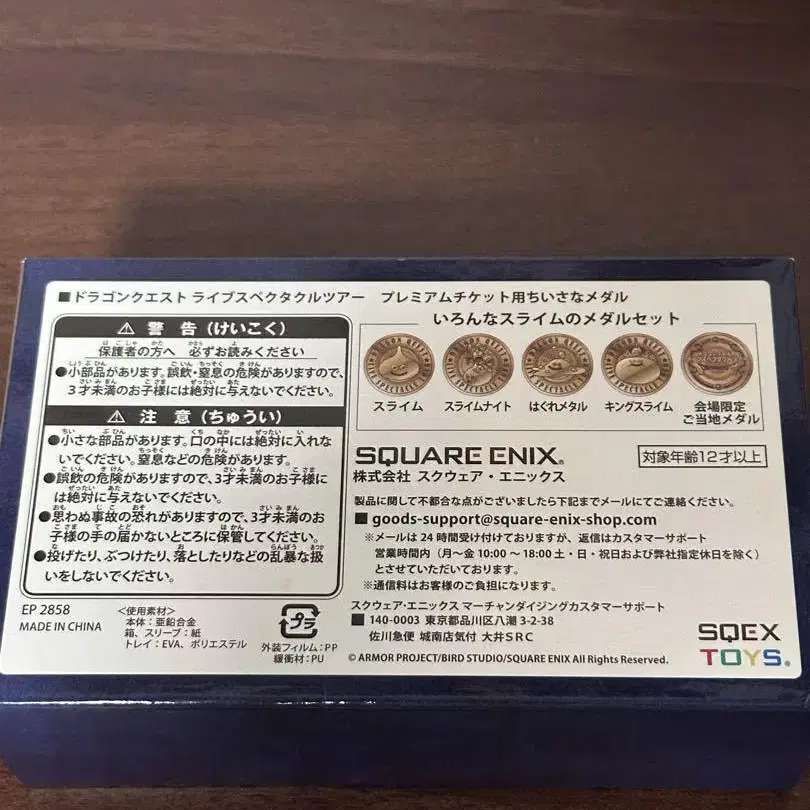 ■ドラゴンクエスト ライブスペクタクルツアー プレミアムチケット用ちいさなメダル
⚠ 警 告 (けいこく)
保護者の方へ 必ずお読みください
●小部品があります。誤飲・窒息の危険がありますので、
3才未満のお子様には絶対に与えないでください。
⚠ 注 意 (ちゅうい)
●小さな部品があります。口の中には絶対に入れな
いでください。窒息などの危険があります。
●誤飲の危険がありますので、3才未満のお子様に
は絶対に与えないでください。
●思わぬ事故の恐れがありますので、3才未満のお
子様の手の届かないところに保管してください。
●投げたり、ぶつけたり、落としたりなどの乱暴な扱
いをしないでください。
EP 2858
MADE IN CHINA
<使用素材>
本体:亜鉛合金
箱、スリーブ:紙
トレイ:EVA、ポリエステル
プラ
外装フィルム:PP
緩衝材:PU
いろんなスライムのメダルセット
スライム
スライムナイト
はぐれメタル
キングスライム
会場限定
ご当地メダル
SQUARE ENIX®
株式会社 スクウェア・エニックス
対象年齢12才以上
製品に関して不都合な点がございましたら下記までメールにてご連絡ください。
■ goods-support@square-enix-shop.com
※メールは24時間受け付けておりますが、返信はカスタマーサポート
営業時間内(月〜金 10:00 〜 18:00 土・日・祝日および弊社指定休日を除く)
とさせていただいております。
※通信料はお客様のご負担になります。
スクウェア・エニックス マーチャンダイジングカスタマーサポート
■ 140-0003 東京都品川区八潮 3-2-38
佐川急便 城南店気付 大井SRC
© ARMOR PROJECT/BIRD STUDIO/SQUARE ENIX All Rights Reserved.
SQEX
TOYS®